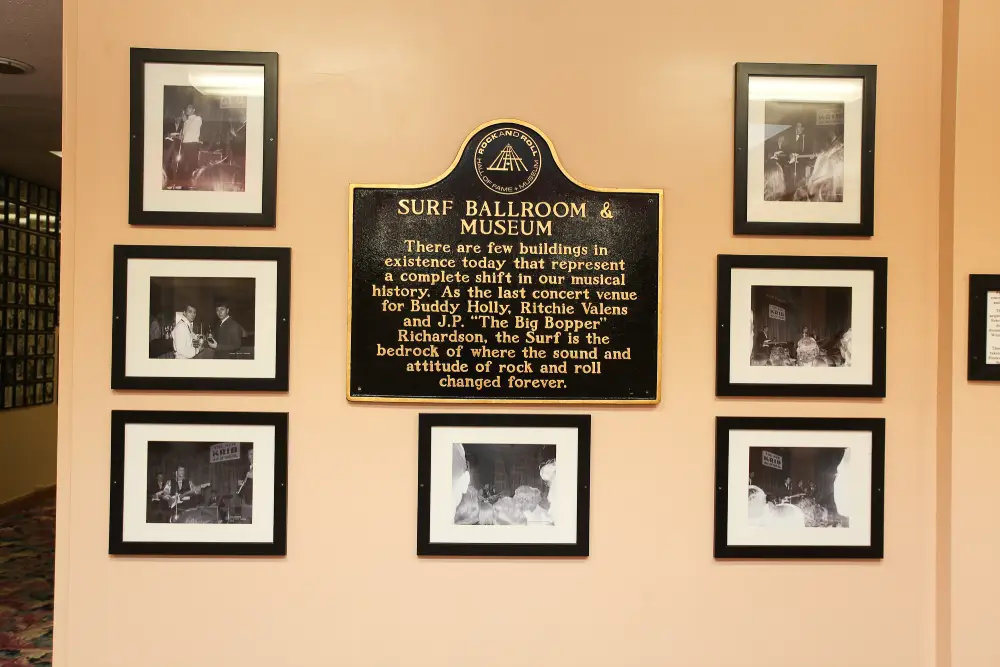 ROCK AND ROLL
HALL OF FAME + MUSEUM
SURF BALLROOM &
MUSEUM
There are few buildings in
existence today that represent
a complete shift in our musical
history. As the last concert venue
for Buddy Holly, Ritchie Valens
and J.P. “The Big Bopper”
Richardson, the Surf is the
bedrock of where the sound and
attitude of rock and roll
changed forever.
KRIB
KRIB
KRIB